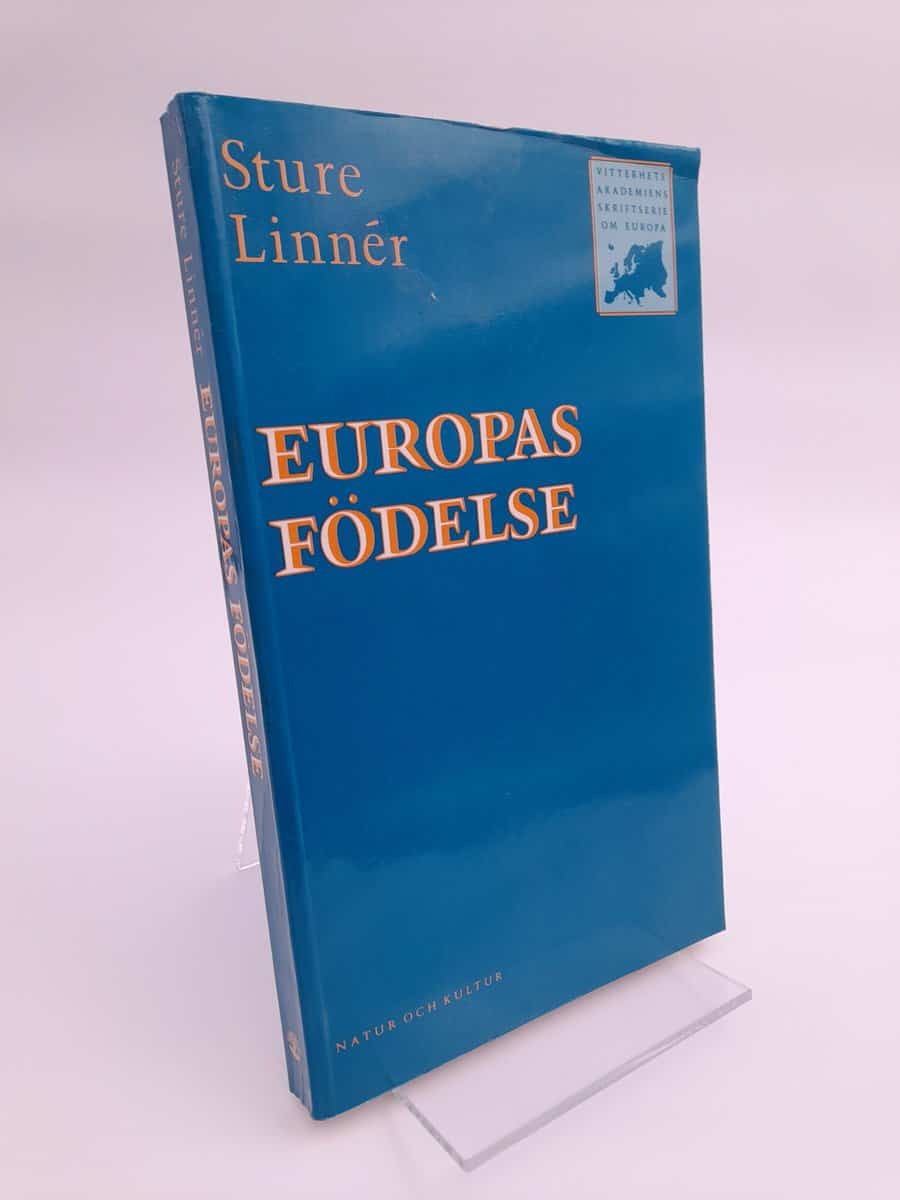 Sture
Linnér
VITTERHETS
AKADEMIENS
SKRIFTSERIE
OM EUROPA
EUROPAS
FÖDELSE
NATUR OCH KULTUR
Sture Linnér EUROPAS FÖDELSE